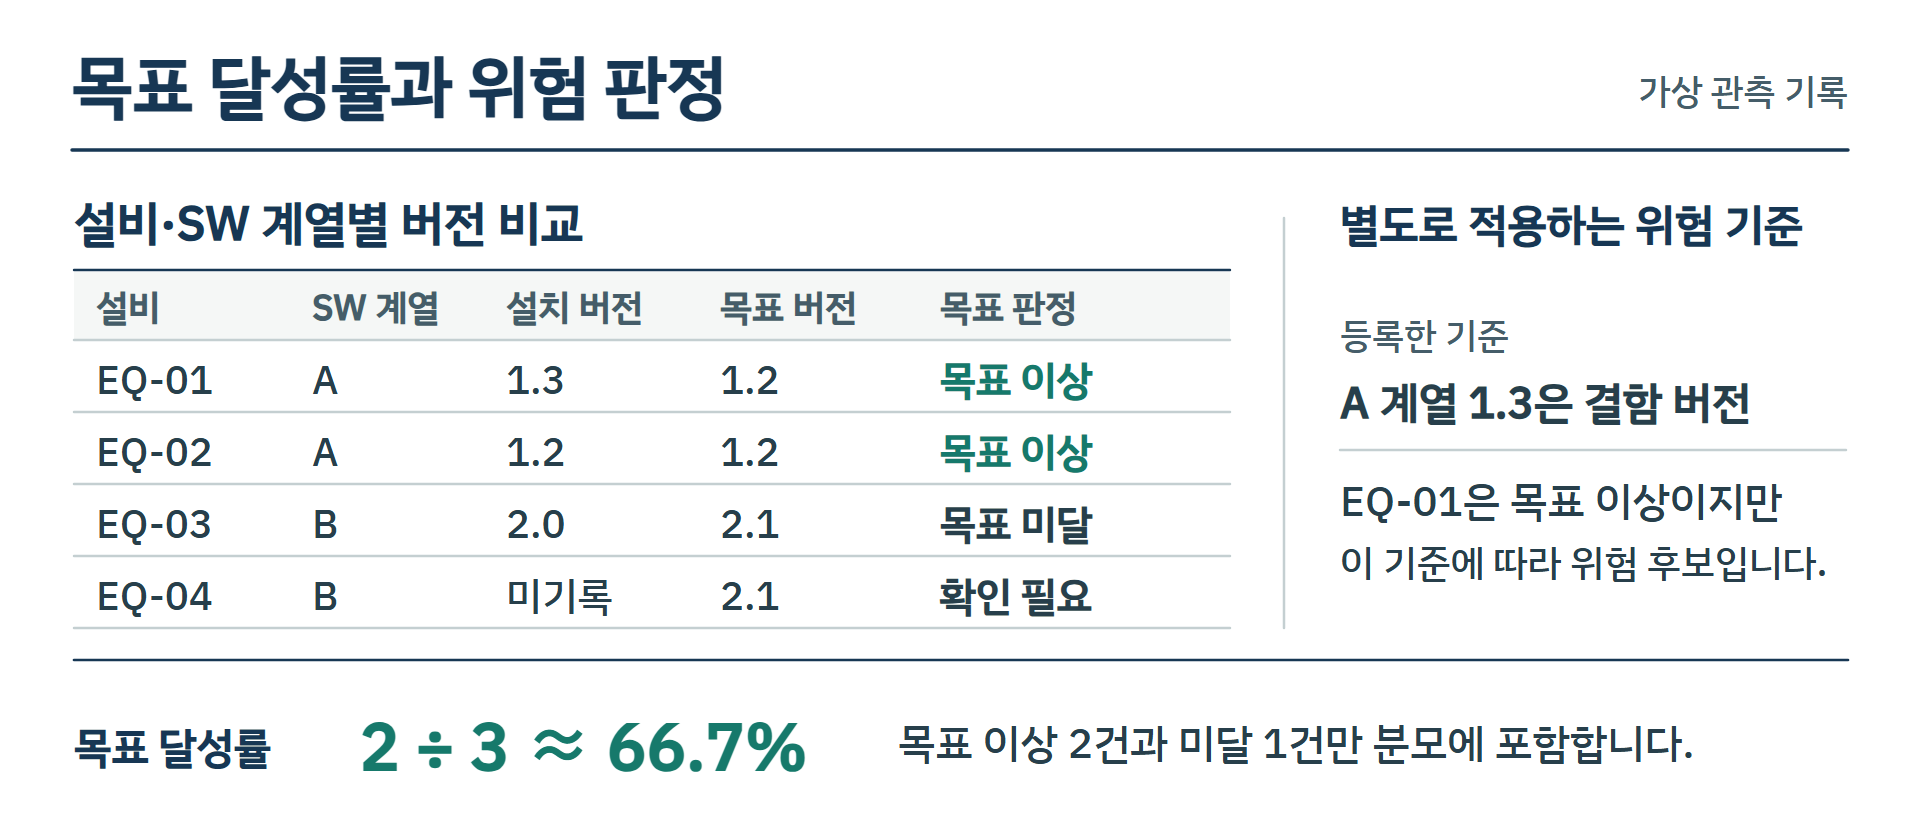 목표 달성률과 위험 판정
가상 관측 기록
설비·SW 계열별 버전 비교
설비 SW 계열 설치 버전 목표 버전 목표 판정
EQ-01 A 1.3 1.2 목표 이상
EQ-02 A 1.2 1.2 목표 이상
EQ-03 B 2.0 2.1 목표 미달
EQ-04 B 미기록 2.1 확인 필요
별도로 적용하는 위험 기준
등록한 기준
A 계열 1.3은 결함 버전
EQ-01은 목표 이상이지만
이 기준에 따라 위험 후보입니다.
목표 달성률 2 ÷ 3 ≈ 66.7% 목표 이상 2건과 미달 1건만 분모에 포함합니다.